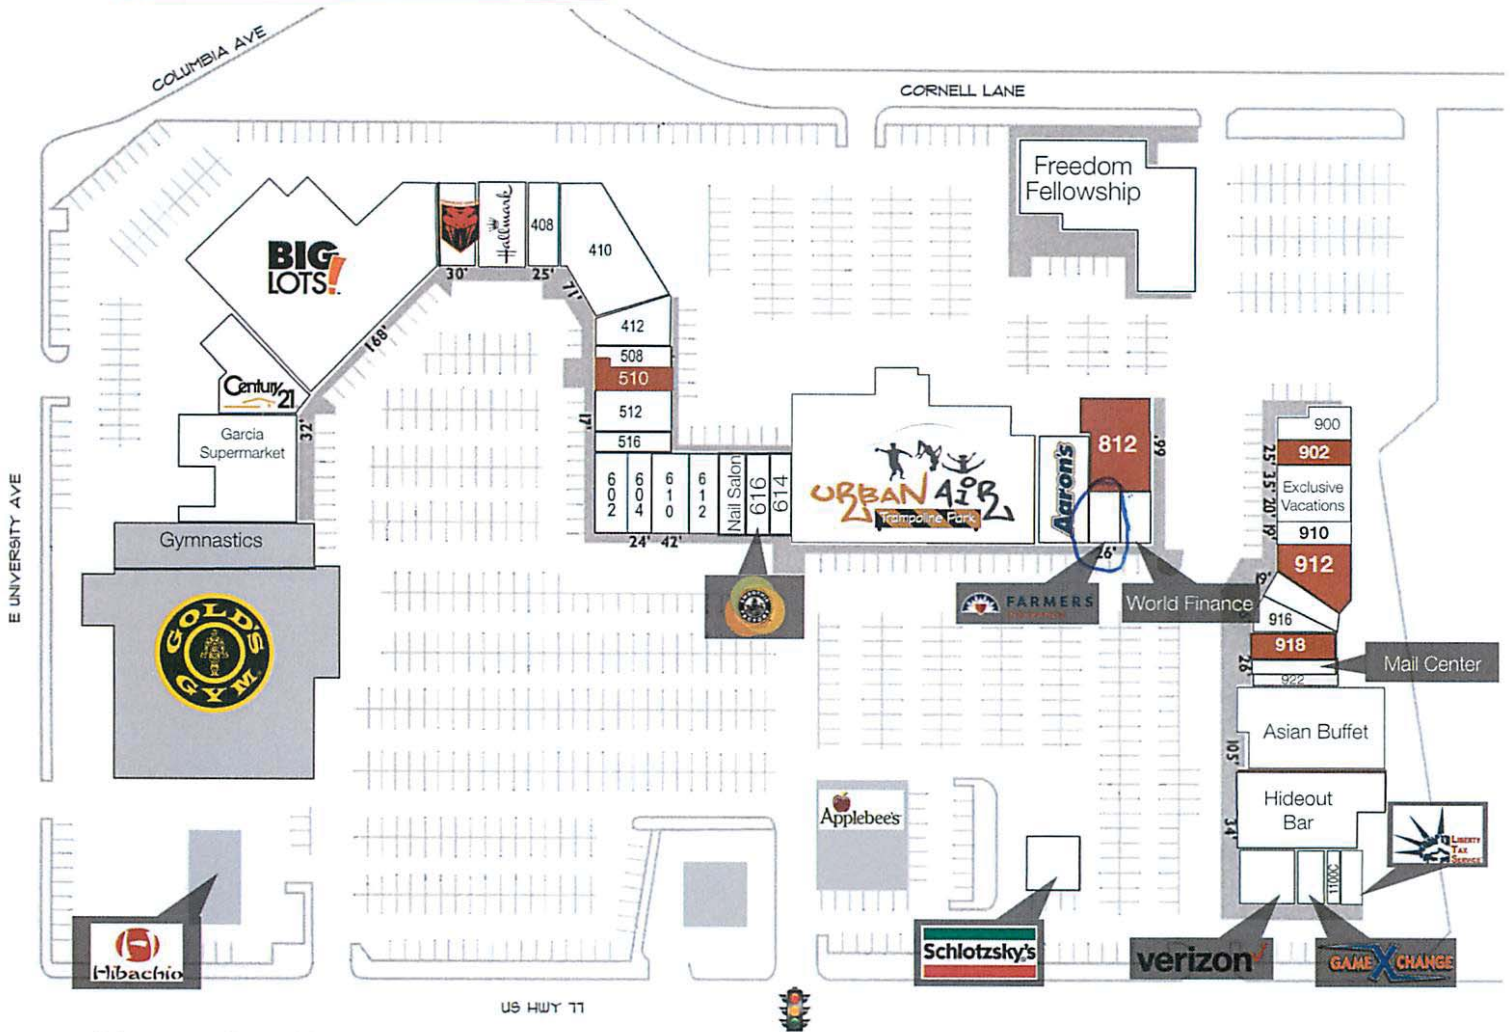 COLUMBIA AVE
CORNELL LANE
Freedom
Fellowship
BIG
LOTS!
Hallmark
408
410
30'
25'
71'
412
168'
508
510
512
516
17'
Century 21
32'
Garcia
Supermarket
Gymnastics
GOLD'S
GYM
E UNIVERSITY AVE
602
604
610
612
Nail Salon
616
614
24'
42'
URBAN AIR
Trampoline Park
Aaron's
812
99'
26'
FARMERS
World Finance
900
902
Exclusive
Vacations
910
912
25'
35'
20'
19'
19'
916
918
26'
Mail Center
922
Asian Buffet
105'
Hideout
Bar
34'
1100C
LIBERTY
TAX
SERVICE
Applebee's
Hibachio
Schlotzsky's
verizon
GAME X CHANGE
US HWY 77